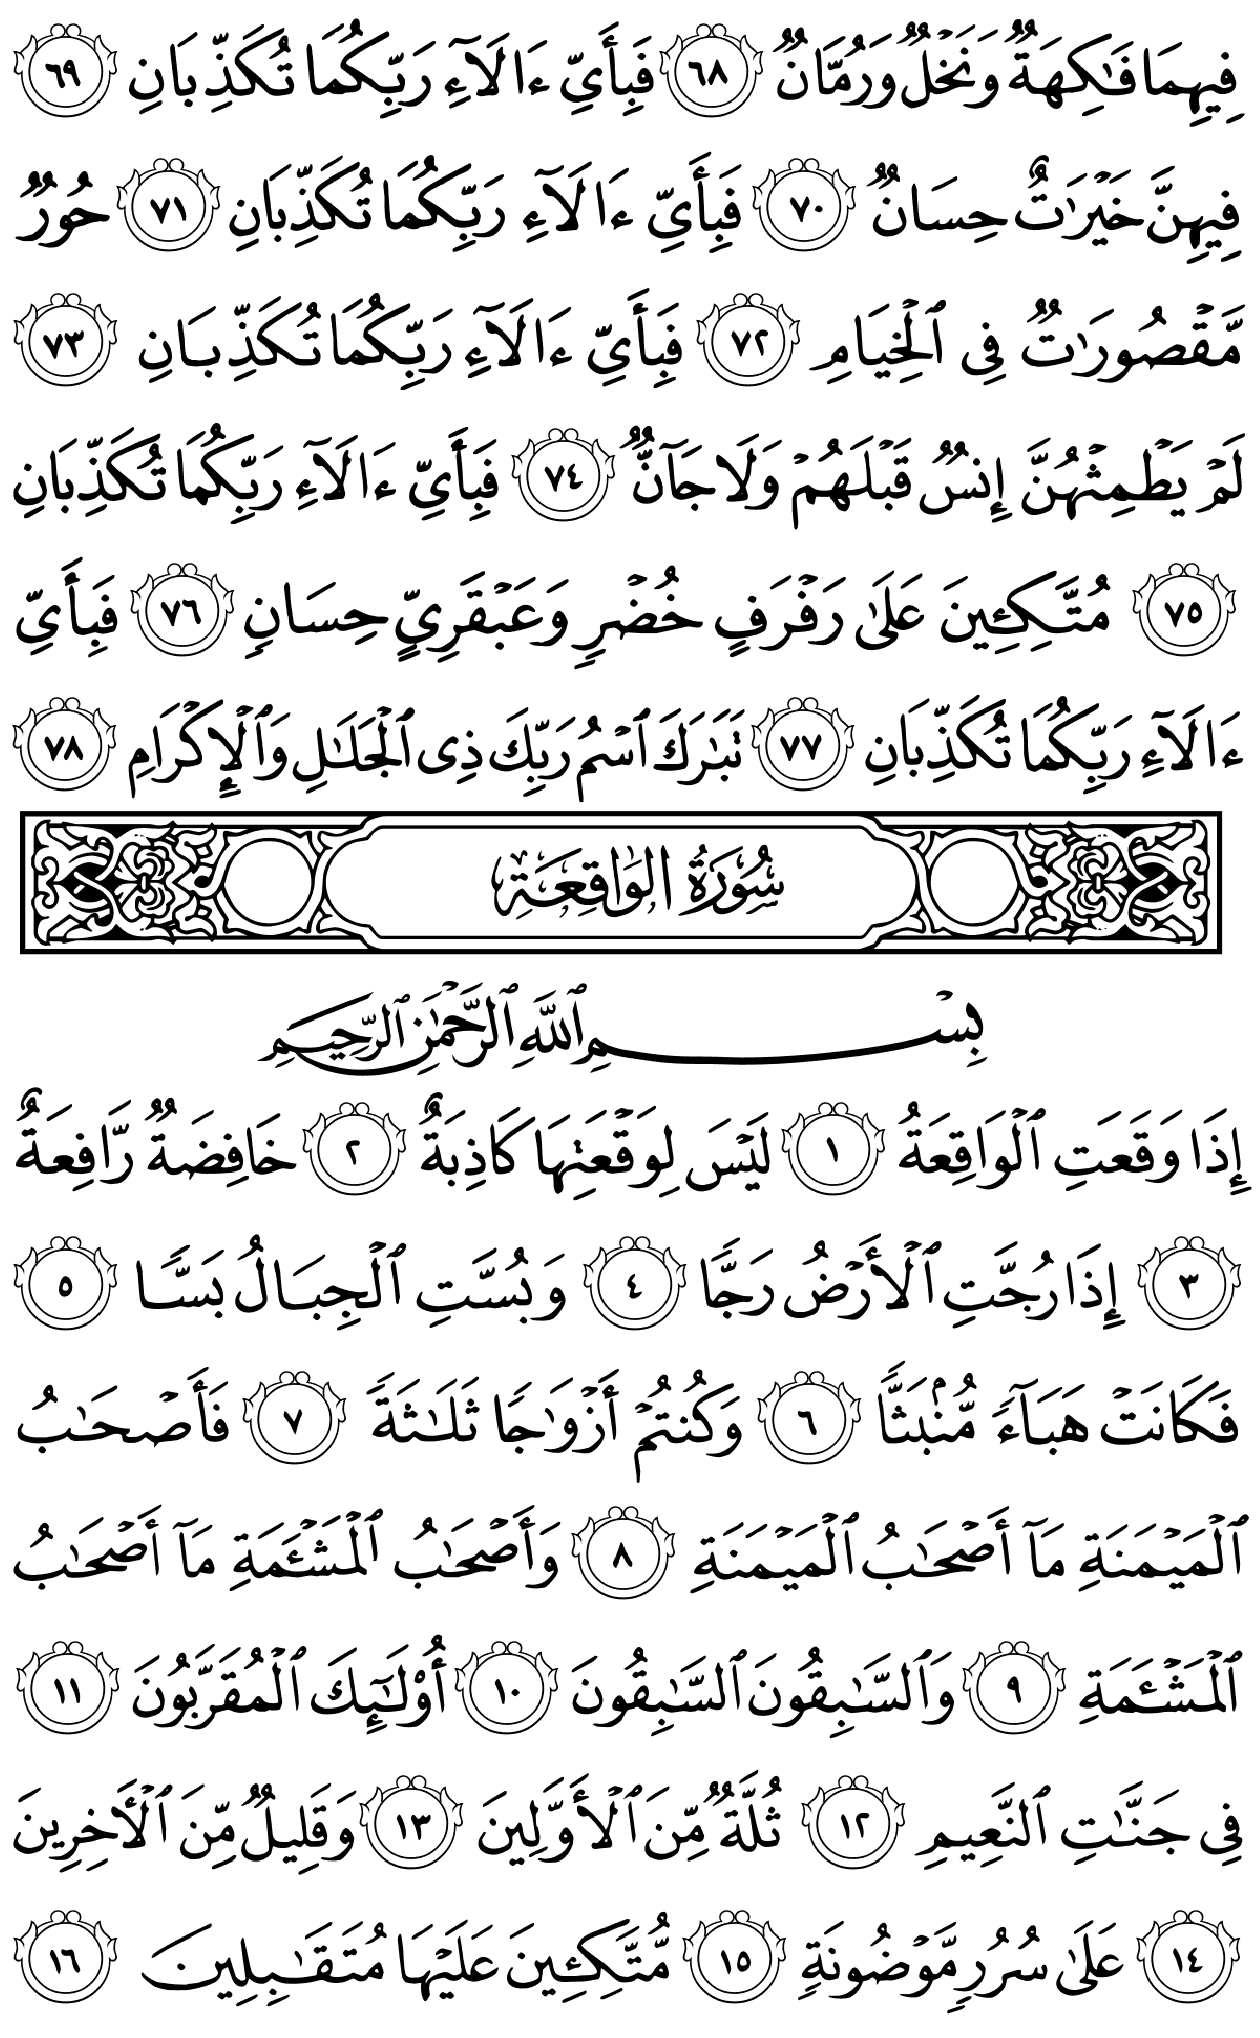 فِيهِمَا فَٰكِهَةٌ وَنَخْلٌ وَرُمَّانٌ ٦٨ فَبِأَيِّ ءَالَآءِ رَبِّكُمَا تُكَذِّبَانِ ٦٩
فِيهِنَّ خَيْرَٰتٌ حِسَانٌ ٧٠ فَبِأَيِّ ءَالَآءِ رَبِّكُمَا تُكَذِّبَانِ ٧١ حُورٌ
مَّقْصُورَٰتٌ فِى ٱلْخِيَامِ ٧٢ فَبِأَيِّ ءَالَآءِ رَبِّكُمَا تُكَذِّبَانِ ٧٣
لَمْ يَطْمِثْهُنَّ إِنسٌ قَبْلَهُمْ وَلَا جَآنٌّ ٧٤ فَبِأَيِّ ءَالَآءِ رَبِّكُمَا تُكَذِّبَانِ
٧٥ مُتَّكِـِٔينَ عَلَىٰ رَفْرَفٍ خُضْرٍ وَعَبْقَرِيٍّ حِسَانٍ ٧٦ فَبِأَيِّ
ءَالَآءِ رَبِّكُمَا تُكَذِّبَانِ ٧٧ تَبَٰرَكَ ٱسْمُ رَبِّكَ ذِى ٱلْجَلَٰلِ وَٱلْإِكْرَامِ ٧٨
سُورَةُ الوَاقِعَةِ
بِسْمِ ٱللَّهِ ٱلرَّحْمَٰنِ ٱلرَّحِيمِ
إِذَا وَقَعَتِ ٱلْوَاقِعَةُ ١ لَيْسَ لِوَقْعَتِهَا كَاذِبَةٌ ٢ خَافِضَةٌ رَّافِعَةٌ
٣ إِذَا رُجَّتِ ٱلْأَرْضُ رَجًّا ٤ وَبُسَّتِ ٱلْجِبَالُ بَسًّا ٥
فَكَانَتْ هَبَآءً مُّنۢبَثًّا ٦ وَكُنتُمْ أَزْوَٰجًا ثَلَٰثَةً ٧ فَأَصْحَٰبُ
ٱلْمَيْمَنَةِ مَآ أَصْحَٰبُ ٱلْمَيْمَنَةِ ٨ وَأَصْحَٰبُ ٱلْمَشْـَٔمَةِ مَآ أَصْحَٰبُ
ٱلْمَشْـَٔمَةِ ٩ وَٱلسَّٰبِقُونَ ٱلسَّٰبِقُونَ ١٠ أُو۟لَٰٓئِكَ ٱلْمُقَرَّبُونَ ١١
فِى جَنَّٰتِ ٱلنَّعِيمِ ١٢ ثُلَّةٌ مِّنَ ٱلْأَوَّلِينَ ١٣ وَقَلِيلٌ مِّنَ ٱلْـَٔاخِرِينَ
١٤ عَلَىٰ سُرُرٍ مَّوْضُونَةٍ ١٥ مُّتَّكِـِٔينَ عَلَيْهَا مُتَقَٰبِلِينَ ١٦